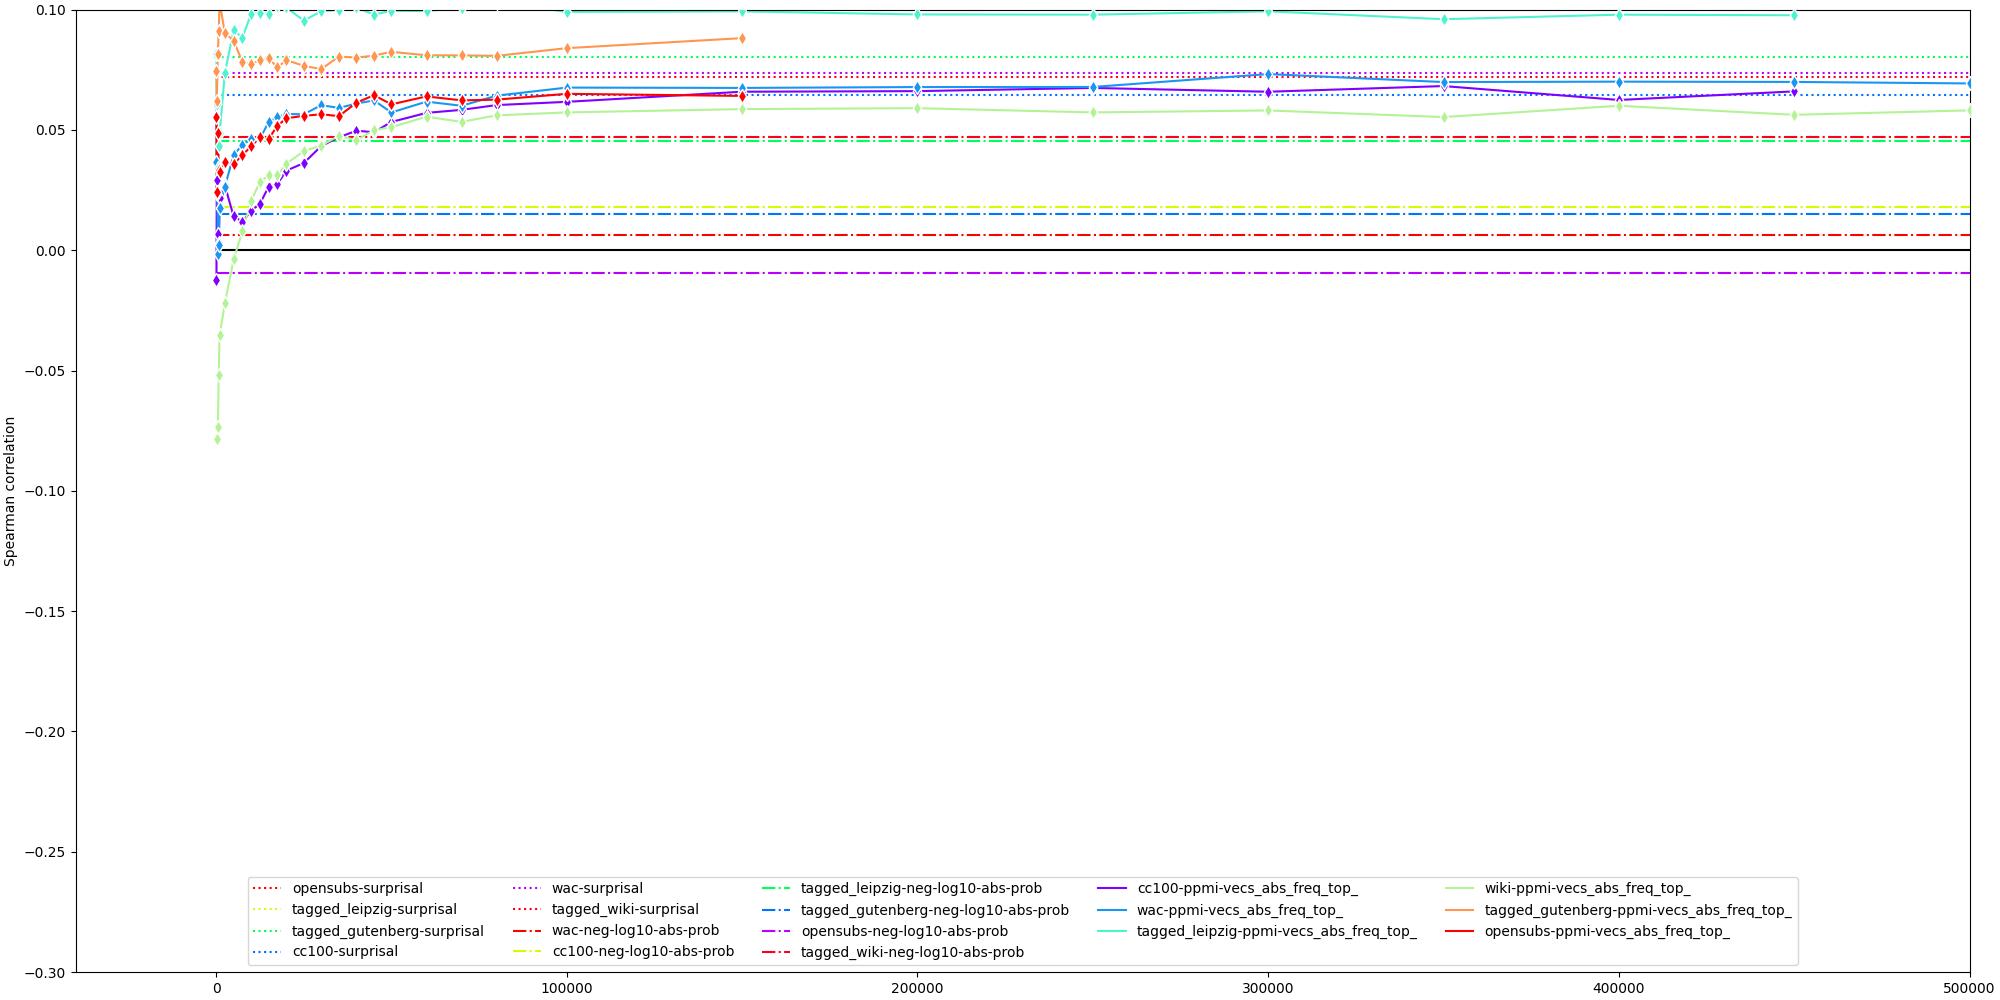 0.10
0.05
0.00
−0.05
−0.10
−0.15
−0.20
−0.25
−0.30
Spearman correlation
opensubs-surprisal
tagged_leipzig-surprisal
tagged_gutenberg-surprisal
cc100-surprisal
wac-surprisal
tagged_wiki-surprisal
wac-neg-log10-abs-prob
cc100-neg-log10-abs-prob
tagged_leipzig-neg-log10-abs-prob
tagged_gutenberg-neg-log10-abs-prob
opensubs-neg-log10-abs-prob
tagged_wiki-neg-log10-abs-prob
cc100-ppmi-vecs_abs_freq_top_
wac-ppmi-vecs_abs_freq_top_
tagged_leipzig-ppmi-vecs_abs_freq_top_
wiki-ppmi-vecs_abs_freq_top_
tagged_gutenberg-ppmi-vecs_abs_freq_top_
opensubs-ppmi-vecs_abs_freq_top_
0 100000 200000 300000 400000 500000